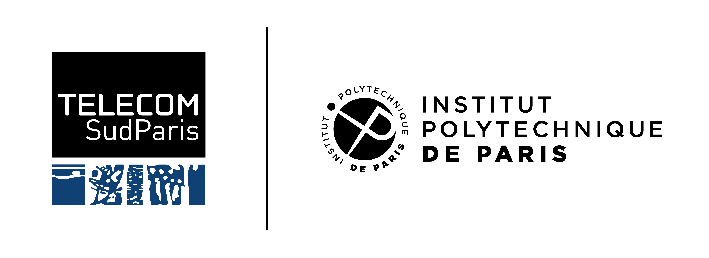 TELECOM
SudParis
INSTITUT POLYTECHNIQUE DE PARIS
INSTITUT
POLYTECHNIQUE
DE PARIS